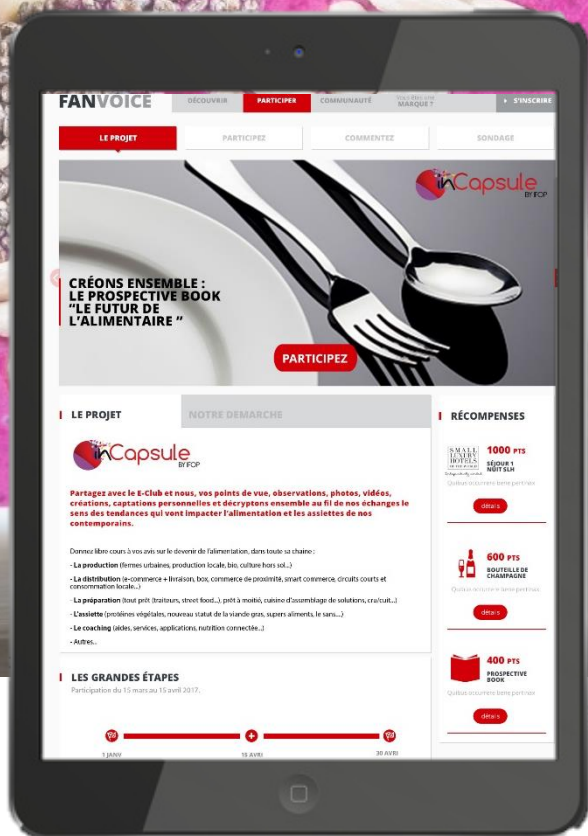 FANVOICE
DÉCOUVRIR
PARTICIPER
COMMUNAUTÉ
MARQUE ?
S'INSCRIRE
LE PROJET
PARTICIPEZ
COMMENTEZ
SONDAGE
inCapsule
BY IFOP
CRÉONS ENSEMBLE :
LE PROSPECTIVE BOOK
"LE FUTUR DE
L'ALIMENTAIRE "
PARTICIPEZ
LE PROJET
NOTRE DEMARCHE
inCapsule
BY IFOP
Partagez avec le E-Club et nous, vos points de vue, observations, photos, vidéos,
créations, captations personnelles et décryptons ensemble au fil de nos échanges le
sens des tendances qui vont impacter l'alimentation et les assiettes de nos
contemporains.
Donnez libre cours à vos avis sur le devenir de l'alimentation, dans toute sa chaine ;
- La production (fermes urbaines, production locale, bio, culture hors sol...)
- La distribution (e-commerce + livraison, box, commerce de proximité, smart commerce, circuits courts et
consommation locale...)
- La préparation (tout prêt (traiteurs, street food...), prêt à moitié, cuisine d'assemblage de solutions, cru/cuit...)
- L'assiette (protéines végétales, nouveau statut de la viande gras, supers aliments, le sans...)
- Le coaching (aides, services, applications, nutrition connectée...)
- Autres...
LES GRANDES ÉTAPES
Participation du 15 mars au 15 avril 2017.
1 JANV
15 AVRI
30 AVRI
RÉCOMPENSES
SMALL
LUXURY
HOTELS
1000 PTS
SÉJOUR 1
NUIT SLH
détails
600 PTS
BOUTEILLE DE
CHAMPAGNE
détails
400 PTS
PROSPECTIVE
BOOK
détails